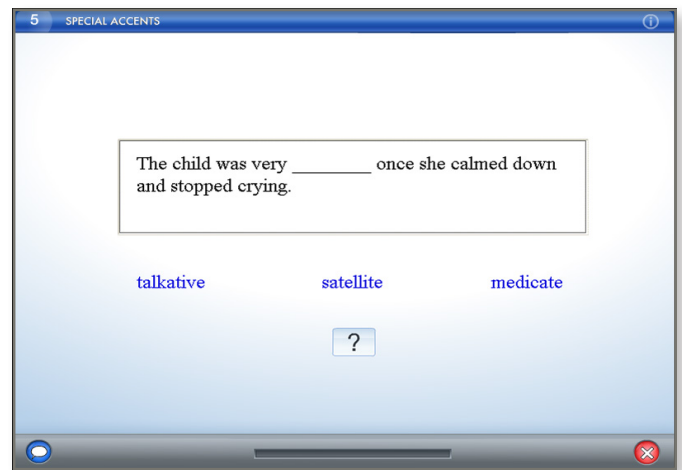 5 SPECIAL ACCENTS
The child was very ________ once she calmed down
and stopped crying.
talkative satellite medicate
?